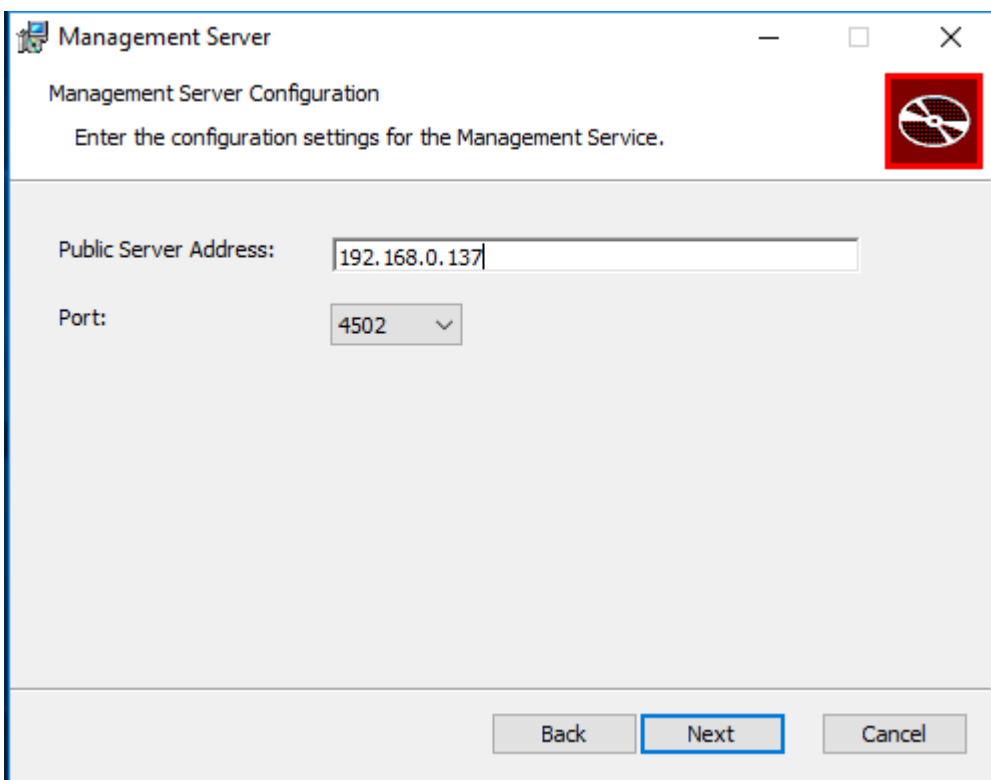 Management Server
Management Server Configuration
Enter the configuration settings for the Management Service.
Public Server Address:
192.168.0.137
Port:
4502
Back
Next
Cancel